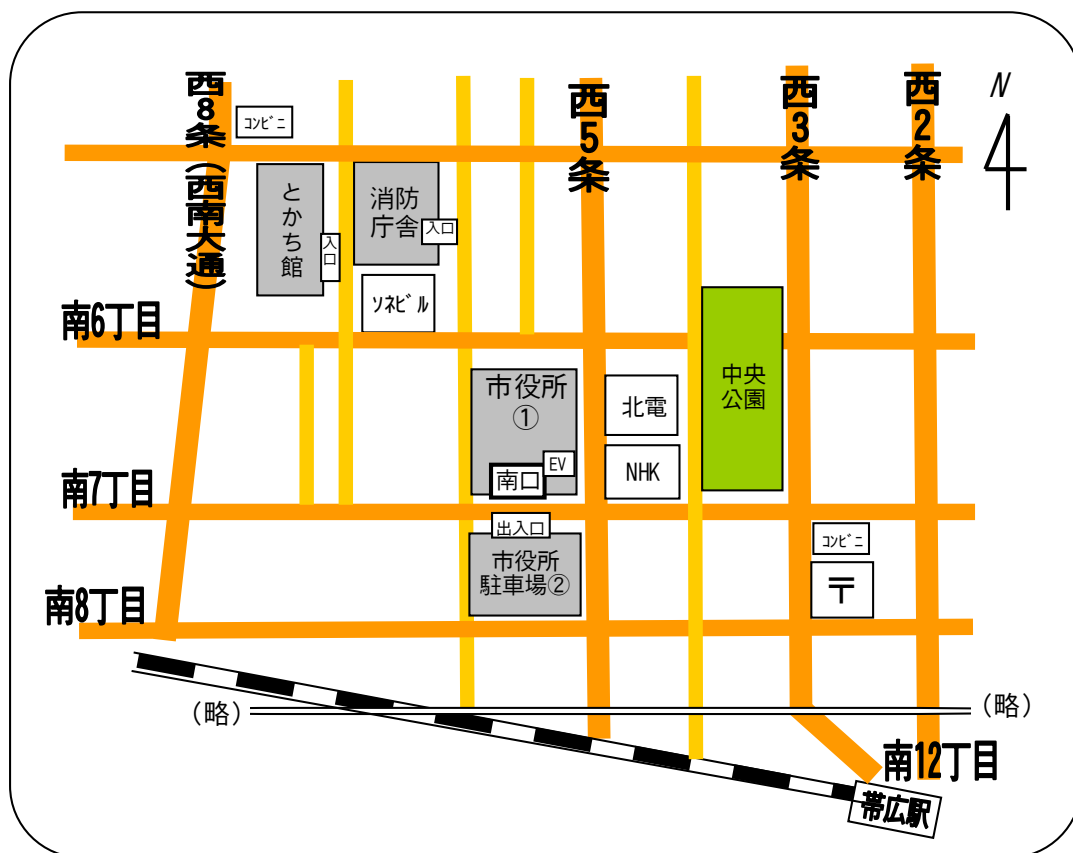 西8条（西南大通）
コンビニ
西5条
西3条
西2条
N
とかち館
入口
消防
庁舎
入口
ソネビル
南6丁目
市役所
①
EV
南口
北電
NHK
中央
公園
南7丁目
出入口
市役所
駐車場②
コンビニ
〒
南8丁目
（略）
（略）
南12丁目
帯広駅